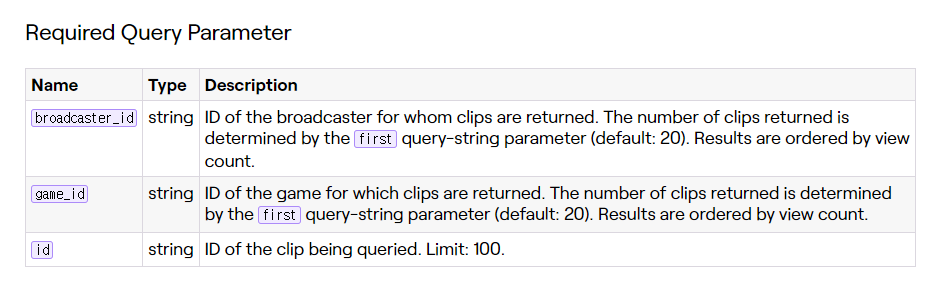 Required Query Parameter
Name Type Description
broadcaster_id string ID of the broadcaster for whom clips are returned. The number of clips returned is
determined by the first query-string parameter (default: 20). Results are ordered by view
count.
game_id string ID of the game for which clips are returned. The number of clips returned is determined
by the first query-string parameter (default: 20). Results are ordered by view count.
id string ID of the clip being queried. Limit: 100.